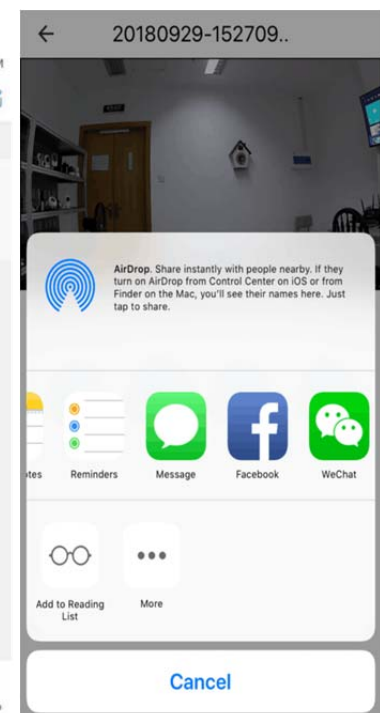 M
20180929-152709..
AirDrop. Share instantly with people nearby. If they
turn on AirDrop from Control Center on iOS or from
Finder on the Mac, you'll see their names here. Just
tap to share.
tes
Reminders
Message
Facebook
WeChat
Add to Reading
List
More
Cancel